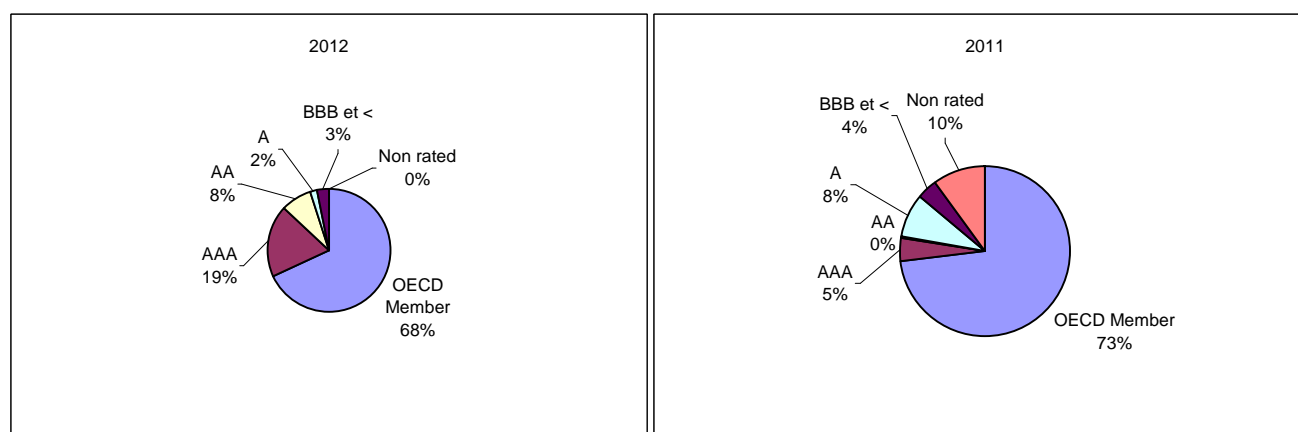 2012
BBB et <
3%
A
2%
Non rated
0%
AA
8%
AAA
19%
OECD
Member
68%
2011
BBB et <
4%
Non rated
10%
A
8%
AA
0%
AAA
5%
OECD Member
73%